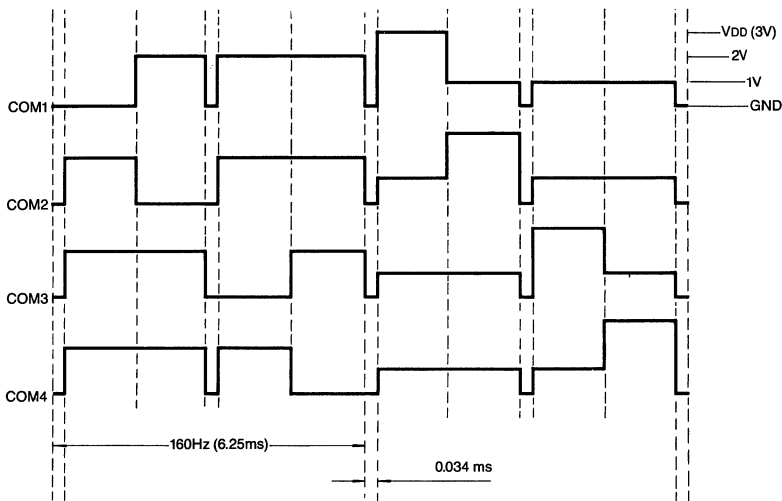 VDD (3V)
2V
1V
GND
COM1
COM2
COM3
COM4
160Hz (6.25ms)
0.034 ms